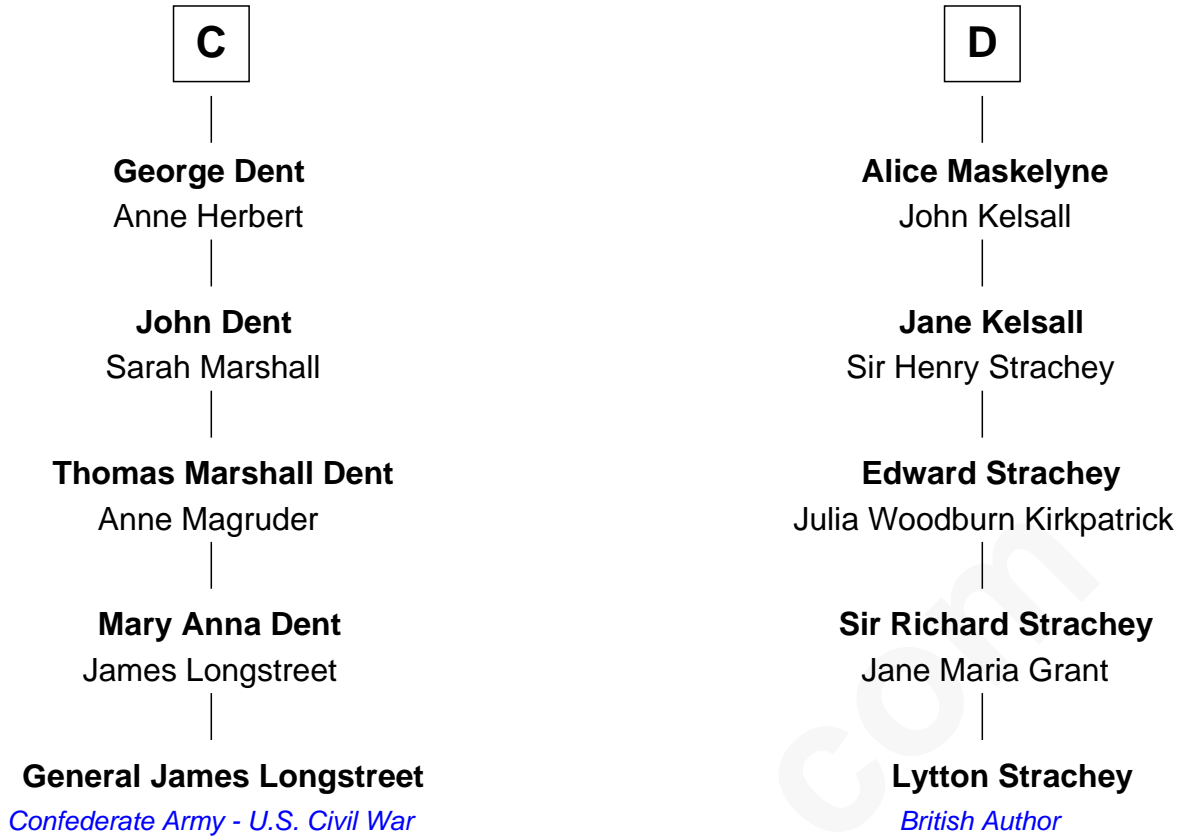 C
George Dent
Anne Herbert
John Dent
Sarah Marshall
Thomas Marshall Dent
Anne Magruder
Mary Anna Dent
James Longstreet
General James Longstreet
Confederate Army - U.S. Civil War
D
Alice Maskelyne
John Kelsall
Jane Kelsall
Sir Henry Strachey
Edward Strachey
Julia Woodburn Kirkpatrick
Sir Richard Strachey
Jane Maria Grant
Lytton Strachey
British Author
com